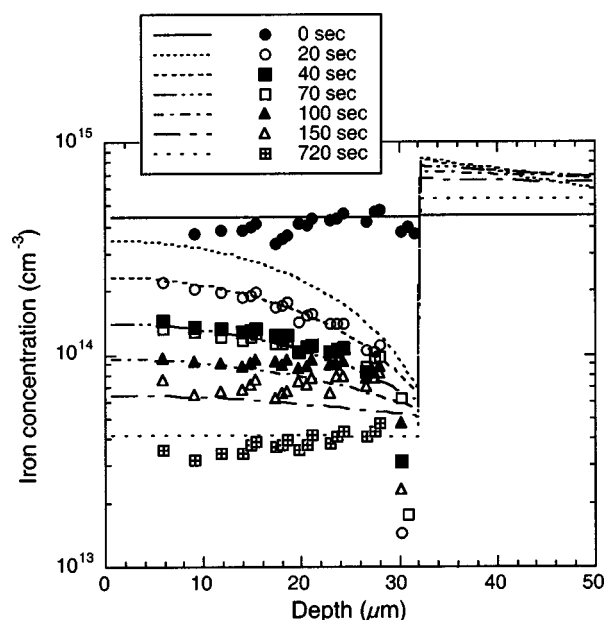 0 sec
20 sec
40 sec
70 sec
100 sec
150 sec
720 sec
10^15
10^14
10^13
Iron concentration (cm^-3)
0 10 20 30 40 50
Depth (μm)